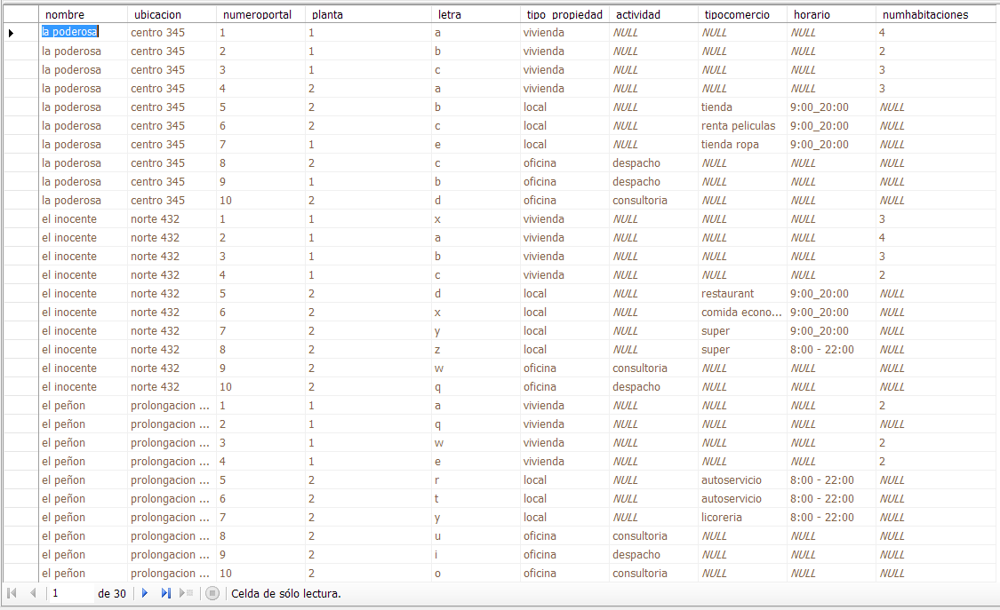 nombre ubicacion numeroportal planta letra tipo_propiedad actividad tipocomercio horario numhabitaciones
la poderosa centro 345 1 1 a vivienda NULL NULL NULL 4
la poderosa centro 345 2 1 b vivienda NULL NULL NULL 2
la poderosa centro 345 3 1 c vivienda NULL NULL NULL 3
la poderosa centro 345 4 2 a vivienda NULL NULL NULL 3
la poderosa centro 345 5 2 b local NULL tienda 9:00_20:00 NULL
la poderosa centro 345 6 2 c local NULL renta peliculas 9:00_20:00 NULL
la poderosa centro 345 7 1 e local NULL tienda ropa 9:00_20:00 NULL
la poderosa centro 345 8 2 c oficina despacho NULL NULL NULL
la poderosa centro 345 9 1 b oficina despacho NULL NULL NULL
la poderosa centro 345 10 2 d oficina consultoria NULL NULL NULL
el inocente norte 432 1 1 x vivienda NULL NULL NULL 3
el inocente norte 432 2 1 a vivienda NULL NULL NULL 4
el inocente norte 432 3 1 b vivienda NULL NULL NULL 3
el inocente norte 432 4 1 c vivienda NULL NULL NULL 2
el inocente norte 432 5 2 d local NULL restaurant 9:00_20:00 NULL
el inocente norte 432 6 2 x local NULL comida econo... 9:00_20:00 NULL
el inocente norte 432 7 2 y local NULL super 9:00_20:00 NULL
el inocente norte 432 8 2 z local NULL super 8:00 - 22:00 NULL
el inocente norte 432 9 2 w oficina consultoria NULL NULL NULL
el inocente norte 432 10 2 q oficina despacho NULL NULL NULL
el peñon prolongacion ... 1 1 a vivienda NULL NULL NULL 2
el peñon prolongacion ... 2 1 q vivienda NULL NULL NULL NULL
el peñon prolongacion ... 3 1 w vivienda NULL NULL NULL 2
el peñon prolongacion ... 4 1 e vivienda NULL NULL NULL 2
el peñon prolongacion ... 5 2 r local NULL autoservicio 8:00 - 22:00 NULL
el peñon prolongacion ... 6 2 t local NULL autoservicio 8:00 - 22:00 NULL
el peñon prolongacion ... 7 2 y local NULL licoreria 8:00 - 22:00 NULL
el peñon prolongacion ... 8 2 u oficina consultoria NULL NULL NULL
el peñon prolongacion ... 9 2 i oficina despacho NULL NULL NULL
el peñon prolongacion ... 10 2 o oficina consultoria NULL NULL NULL
1 de 30 Celda de sólo lectura.